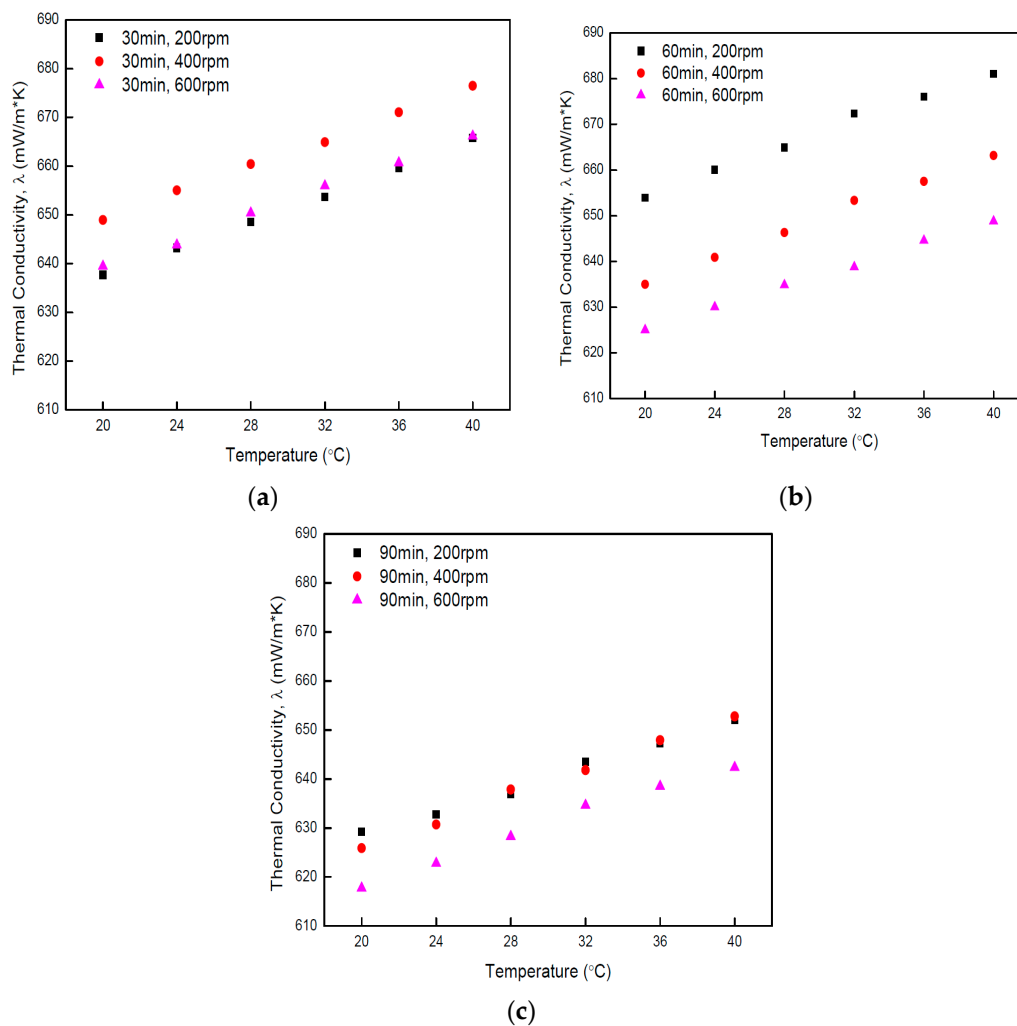 690
680
670
660
650
640
630
620
610
Thermal Conductivity, λ (mW/m*K)
30min, 200rpm
30min, 400rpm
30min, 600rpm
20 24 28 32 36 40
Temperature (°C)
(a)
690
680
670
660
650
640
630
620
610
Thermal Conductivity, λ (mW/m*K)
60min, 200rpm
60min, 400rpm
60min, 600rpm
20 24 28 32 36 40
Temperature (°C)
(b)
690
680
670
660
650
640
630
620
610
Thermal Conductivity, λ (mW/m*K)
90min, 200rpm
90min, 400rpm
90min, 600rpm
20 24 28 32 36 40
Temperature (°C)
(c)